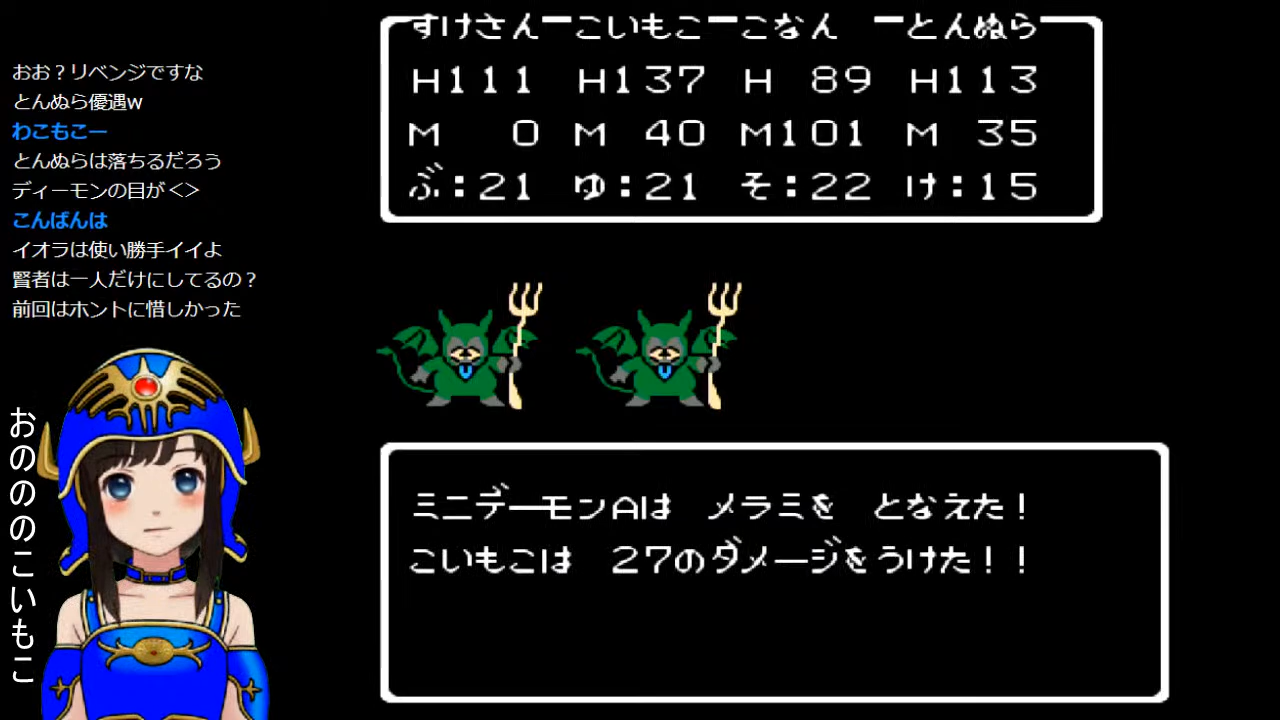 おお？リベンジですな
とんぬら優遇w
わこもこー
とんぬらは落ちるだろう
ディーモンの目が<>
こんばんは
イオラは使い勝手イイよ
賢者は一人だけにしてるの？
前回はホントに惜しかった
おのののこいもこ
すけさん こいもこ こなん とんぬら
H111 H137 H 89 H113
M 0 M 40 M101 M 35
ぶ:21 ゆ:21 そ:22 け:15
ミニデーモンAは メラミを となえた！
こいもこは 27のダメージをうけた！！